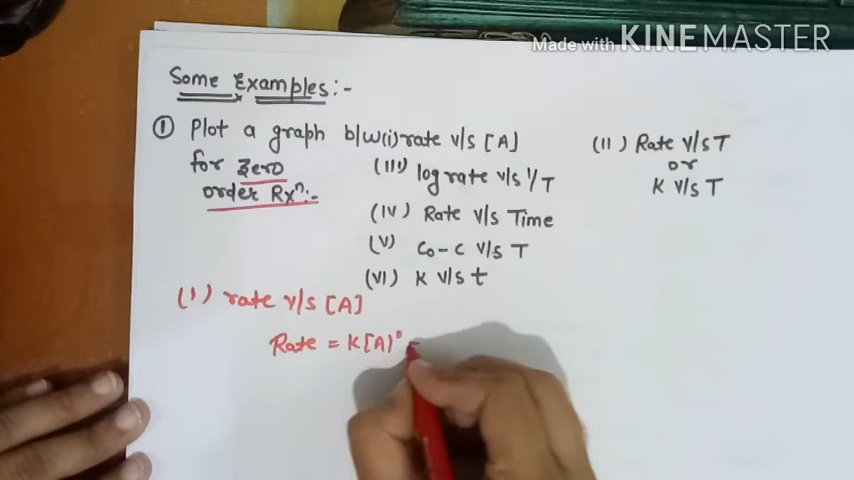 Made with KINEMASTER
Some Examples:-
① Plot a graph b/w (i) rate v/s [A]
(II) Rate v/s T
or
K v/s T
for Zero
order Rxⁿ:-
(III) log rate v/s 1/T
(IV) Rate v/s Time
(V) C₀-C v/s T
(VI) K v/s t
(I) rate v/s [A]
Rate = K[A]⁰ =